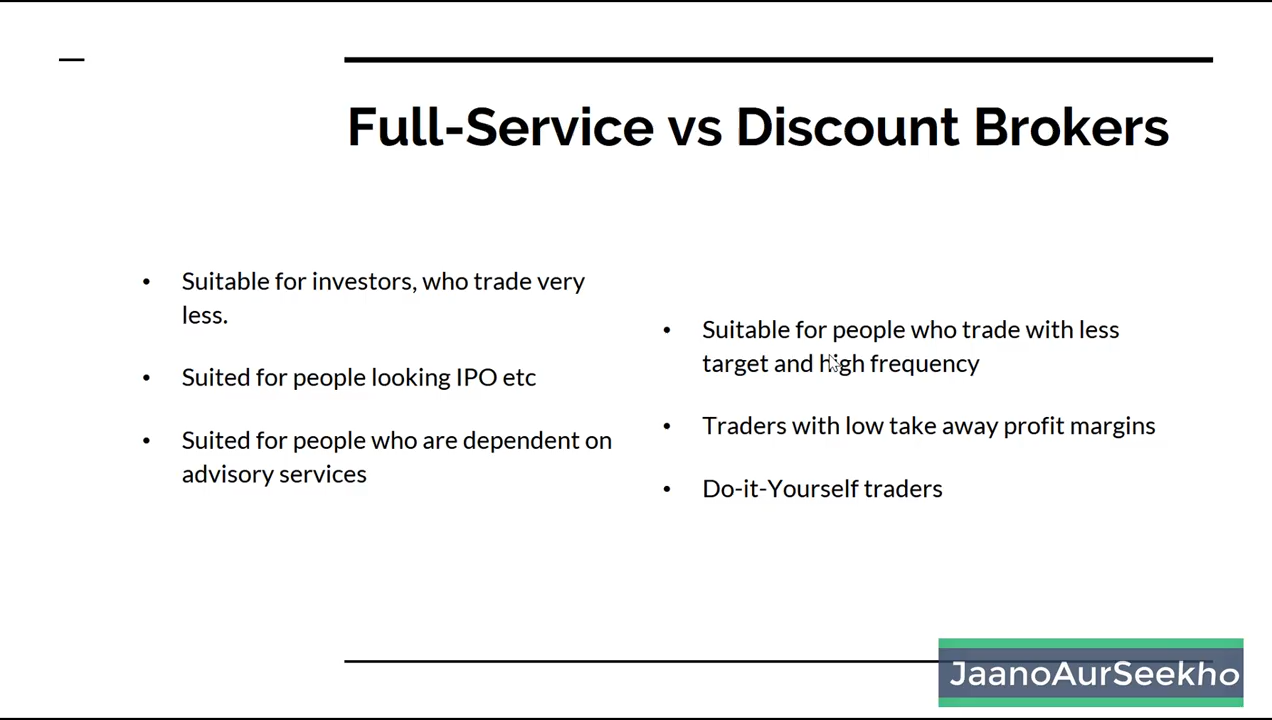 Full-Service vs Discount Brokers
• Suitable for investors, who trade very
less.
• Suited for people looking IPO etc
• Suited for people who are dependent on
advisory services
• Suitable for people who trade with less
target and high frequency
• Traders with low take away profit margins
• Do-it-Yourself traders
JaanoAurSeekho